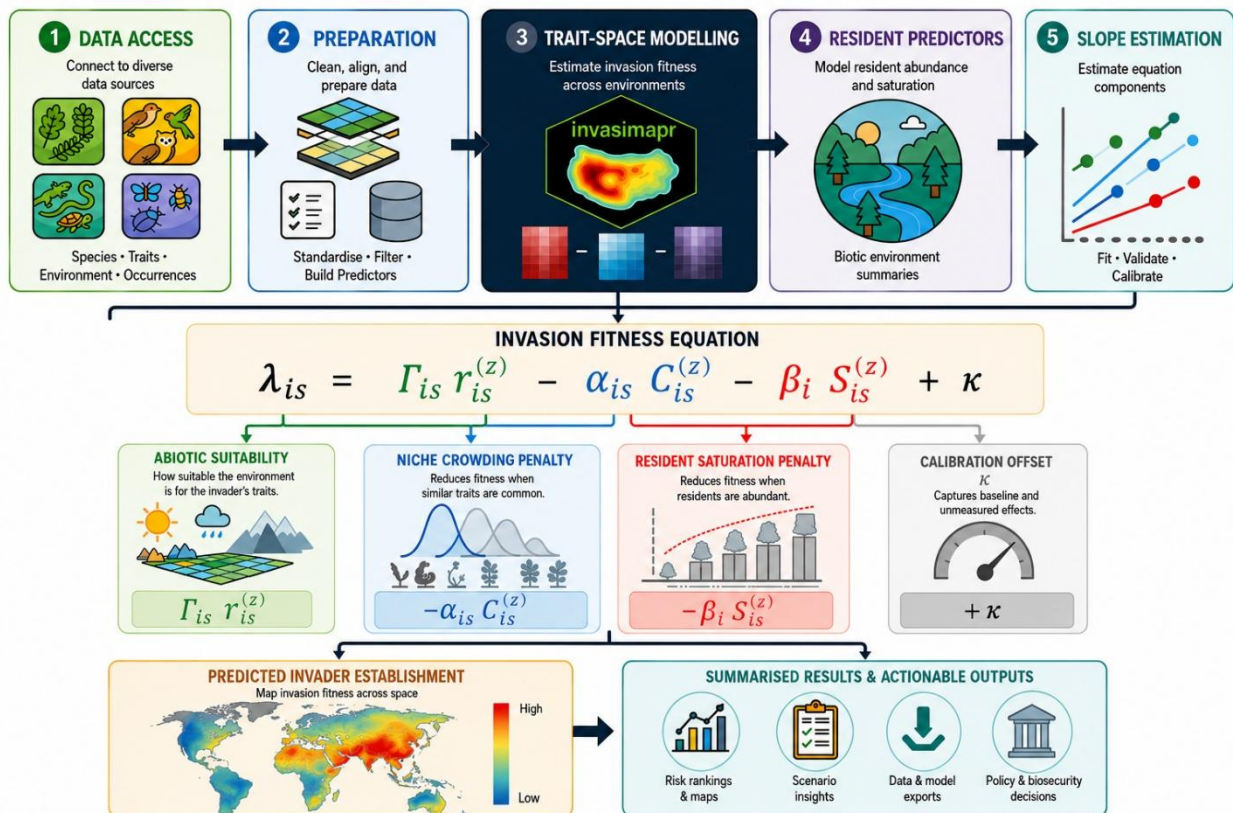 1 DATA ACCESS
Connect to diverse
data sources
Species • Traits •
Environment • Occurrences
2 PREPARATION
Clean, align, and
prepare data
Standardise • Filter •
Build Predictors
3 TRAIT-SPACE MODELLING
Estimate invasion fitness
across environments
invasimapr
4 RESIDENT PREDICTORS
Model resident abundance
and saturation
Biotic environment
summaries
5 SLOPE ESTIMATION
Estimate equation
components
Fit • Validate •
Calibrate
INVASION FITNESS EQUATION
λ_is = Γ_is r_is^(z) − α_is C_is^(z) − β_i S_is^(z) + κ
ABIOTIC SUITABILITY
How suitable the environment
is for the invader's traits.
Γ_is r_is^(z)
NICHE CROWDING PENALTY
Reduces fitness when
similar traits are common.
−α_is C_is^(z)
RESIDENT SATURATION PENALTY
Reduces fitness when
residents are abundant.
−β_i S_is^(z)
CALIBRATION OFFSET
κ
Captures baseline and
unmeasured effects.
+ κ
PREDICTED INVADER ESTABLISHMENT
Map invasion fitness across space
High
Low
SUMMARISED RESULTS & ACTIONABLE OUTPUTS
Risk rankings
& maps
Scenario
insights
Data & model
exports
Policy & biosecurity
decisions